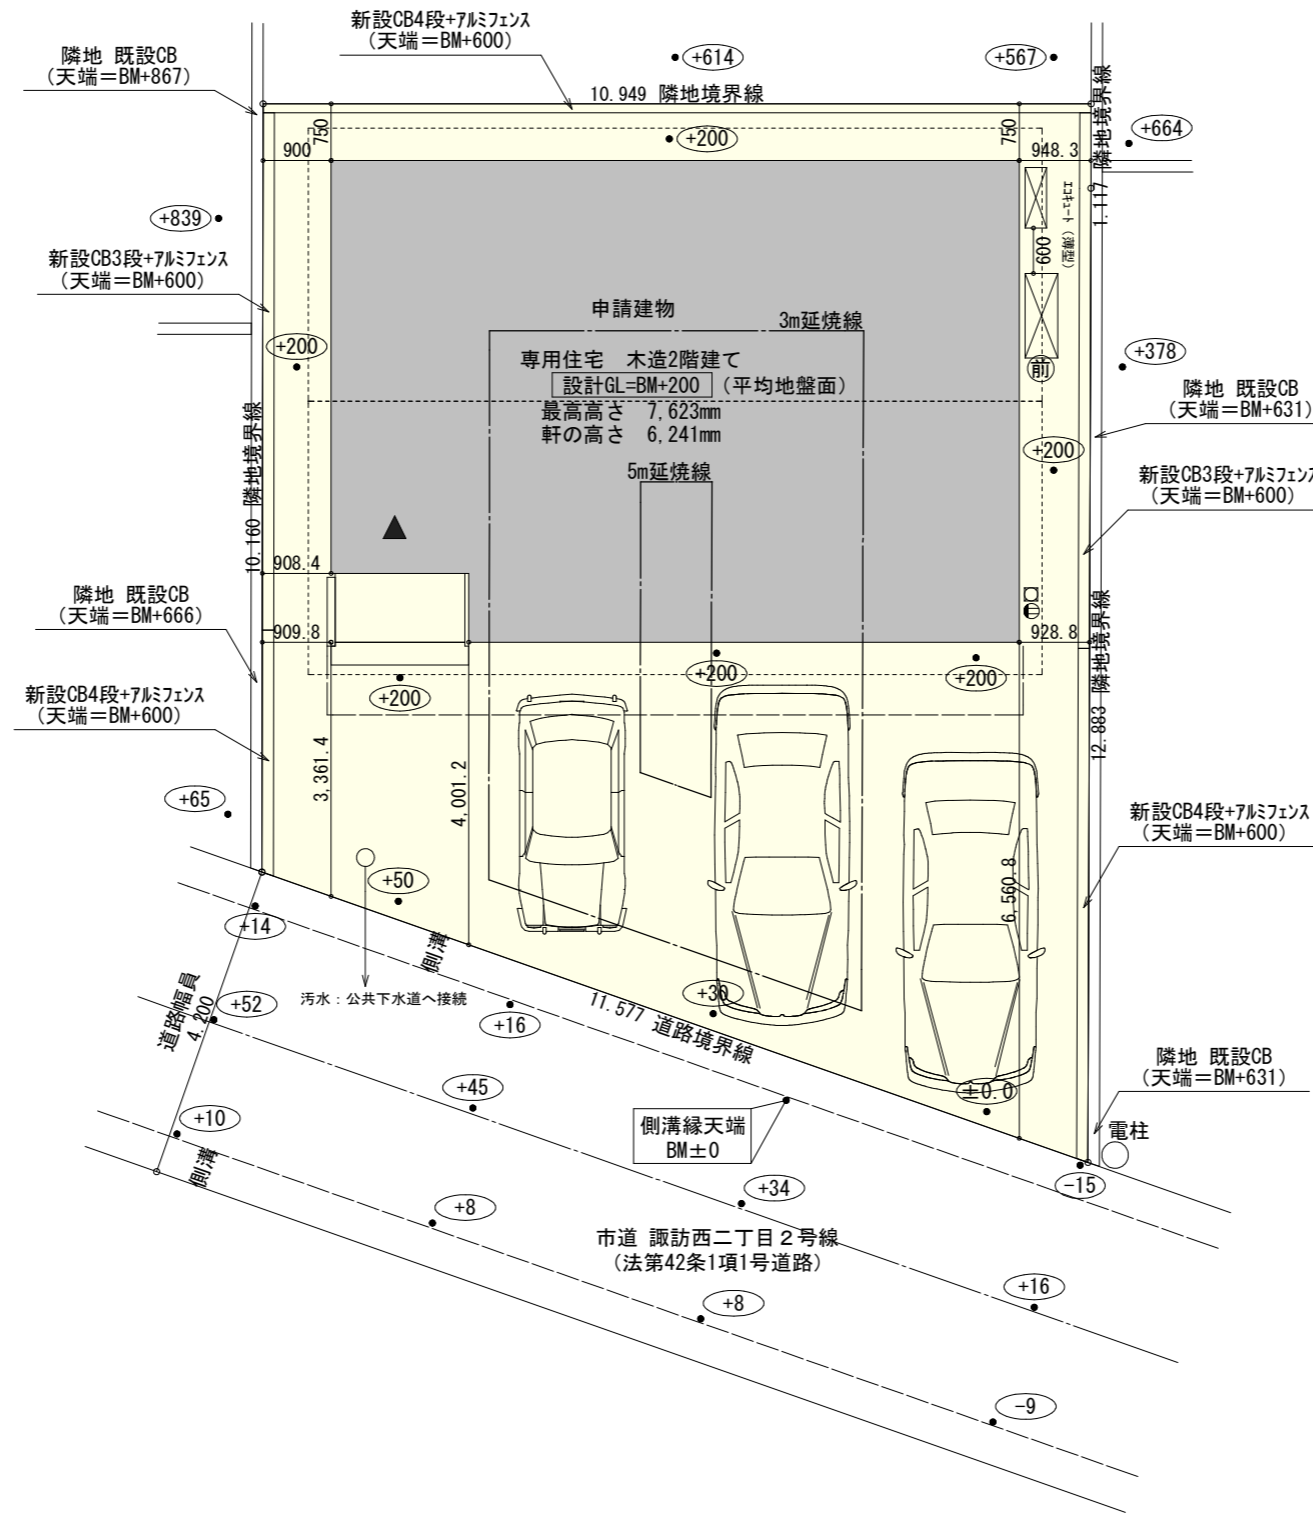 新設CB4段+アルミフェンス
(天端＝BM+600)
隣地 既設CB
(天端＝BM+867)
+614
+567
10.949 隣地境界線
1.117 隣地境界線
750
750
+200
+664
900
948.3
エコキュート (薄型)
+839
600
新設CB3段+アルミフェンス
(天端＝BM+600)
申請建物
3m延焼線
+200
+378
前
専用住宅　木造2階建て
設計GL=BM+200 (平均地盤面)
最高高さ　7,623mm
軒の高さ　6,241mm
隣地 既設CB
(天端＝BM+631)
+200
5m延焼線
新設CB3段+アルミフェンス
(天端＝BM+600)
10.160 隣地境界線
▲
908.4
隣地 既設CB
(天端＝BM+666)
909.8
928.8
12.883 隣地境界線
+200
+200
+200
新設CB4段+アルミフェンス
(天端＝BM+600)
3,361.4
4,001.2
+65
新設CB4段+アルミフェンス
(天端＝BM+600)
6,560.8
+50
+14
側溝
汚水：公共下水道へ接続
+30
道路幅員
4.200
+52
+16
11.577 道路境界線
+45
±0.0
隣地 既設CB
(天端＝BM+631)
側溝縁天端
BM±0
電柱
+10
側溝
-15
+34
+8
市道 諏訪西二丁目２号線
(法第42条1項1号道路)
+16
+8
-9